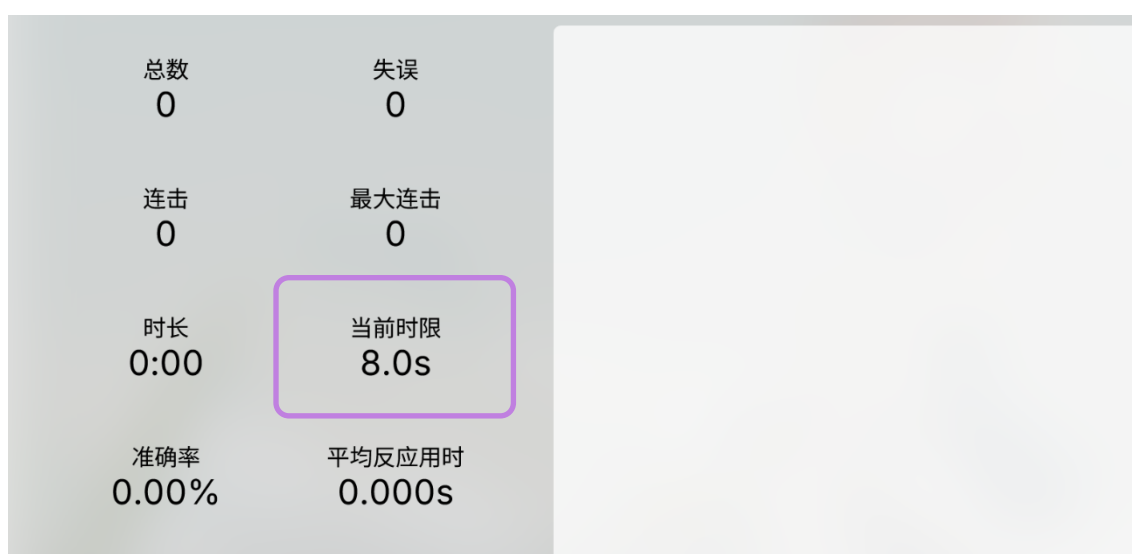 总数 失误
0 0
连击 最大连击
0 0
时长 当前时限
0:00 8.0s
准确率 平均反应用时
0.00% 0.000s